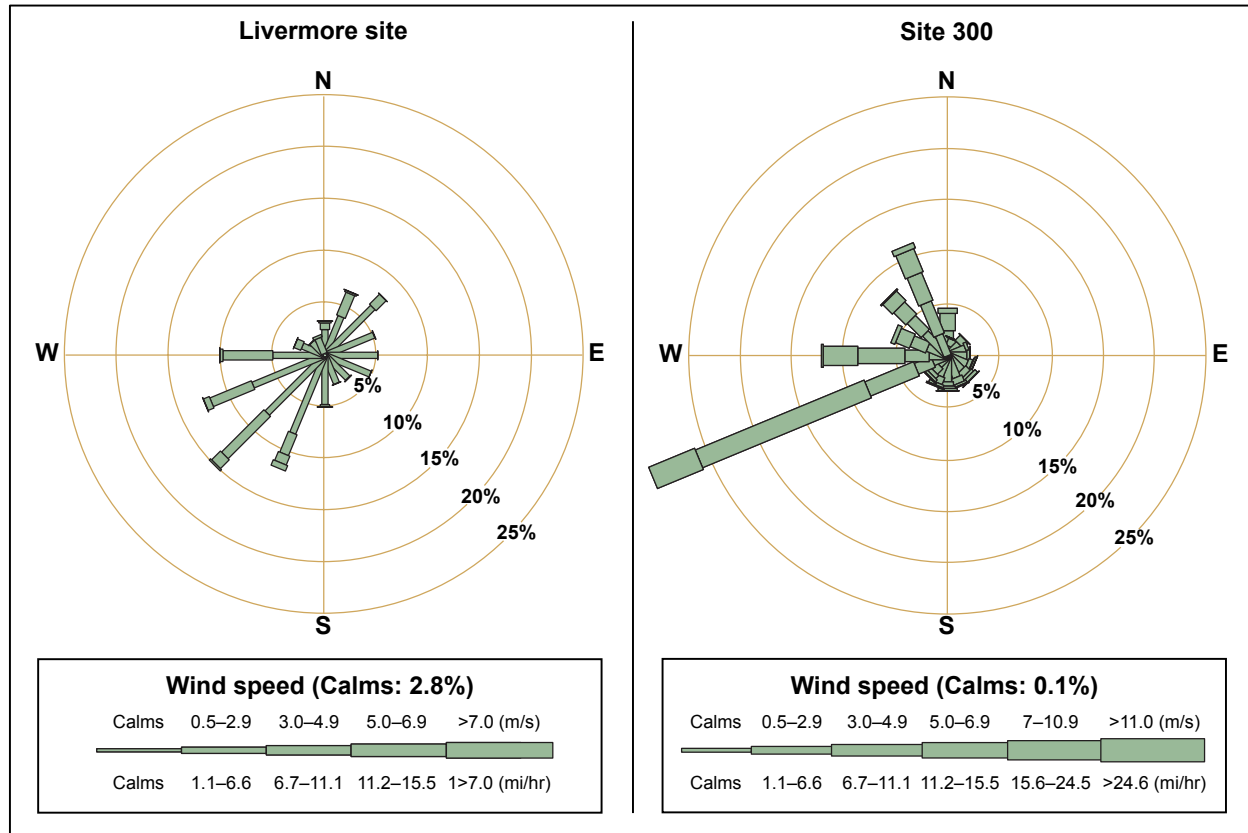 Livermore site
N
W
E
5%
10%
15%
20%
25%
S
Wind speed (Calms: 2.8%)
Calms 0.5–2.9 3.0–4.9 5.0–6.9 >7.0 (m/s)
Calms 1.1–6.6 6.7–11.1 11.2–15.5 1>7.0 (mi/hr)
Site 300
N
W
E
5%
10%
15%
20%
25%
S
Wind speed (Calms: 0.1%)
Calms 0.5–2.9 3.0–4.9 5.0–6.9 7–10.9 >11.0 (m/s)
Calms 1.1–6.6 6.7–11.1 11.2–15.5 15.6–24.5 >24.6 (mi/hr)